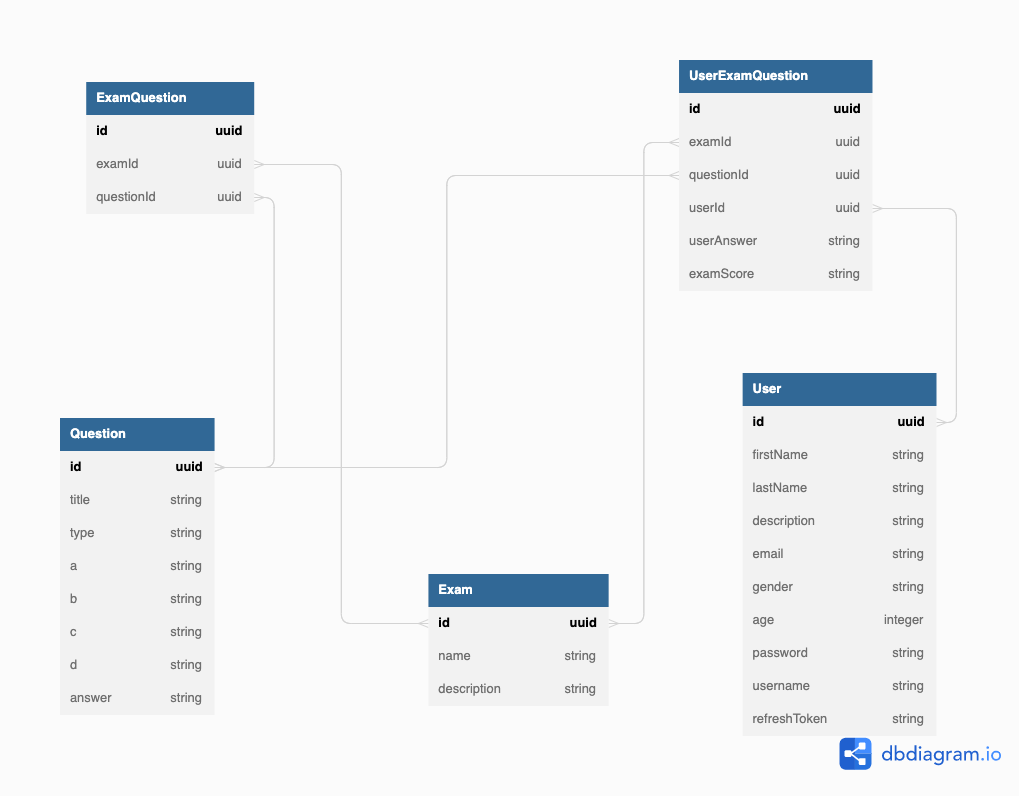 ExamQuestion
id uuid
examId uuid
questionId uuid
UserExamQuestion
id uuid
examId uuid
questionId uuid
userId uuid
userAnswer string
examScore string
Question
id uuid
title string
type string
a string
b string
c string
d string
answer string
Exam
id uuid
name string
description string
User
id uuid
firstName string
lastName string
description string
email string
gender string
age integer
password string
username string
refreshToken string
dbdiagram.io